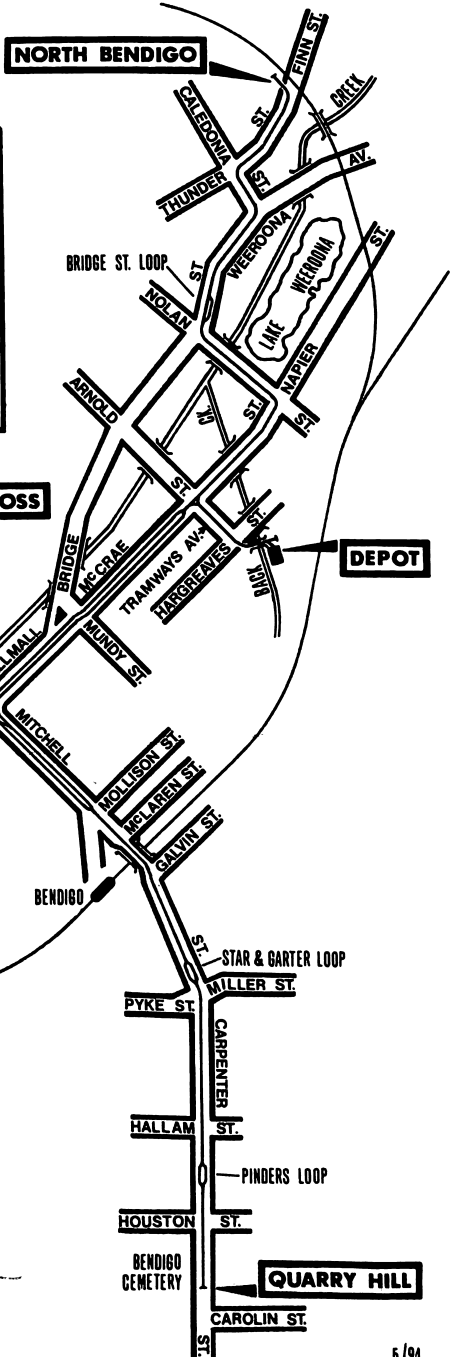 NORTH BENDIGO
FINN ST.
CREEK
CALEDONIA
ST.
THUNDER
ST.
AV.
WEEROONA
BRIDGE ST. LOOP
ST
NOLAN
LAKE WEEROONA
ST.
NAPIER
ARNOLD
CK.
ST.
ST.
ST.
OSS
BRIDGE
McCRAE
TRAMWAYS AV.
HARGREAVES
ST.
BACK
DEPOT
LL MALL
MUNDY ST.
MITCHELL
MOLLISON ST.
McLAREN ST.
GALVIN ST.
BENDIGO
ST.
STAR & GARTER LOOP
MILLER ST.
PYKE ST.
CARPENTER
HALLAM ST.
PINDERS LOOP
HOUSTON ST.
BENDIGO
CEMETERY
QUARRY HILL
CAROLIN ST.
ST.
5/94